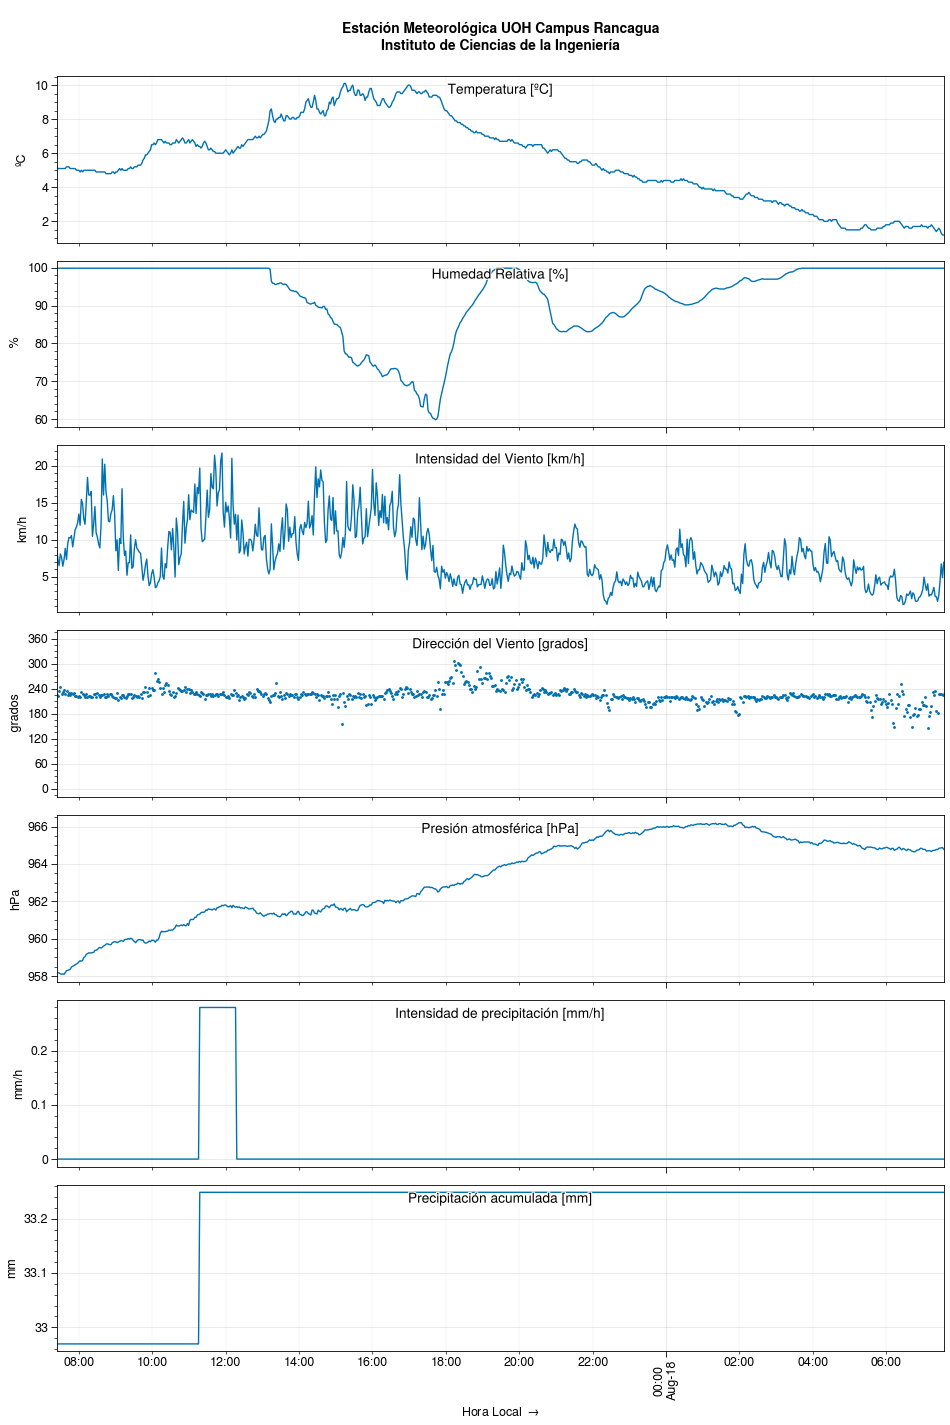 Estación Meteorológica UOH Campus Rancagua
Instituto de Ciencias de la Ingeniería
Temperatura [ºC]
ºC
10
8
6
4
2
Humedad Relativa [%]
%
100
90
80
70
60
Intensidad del Viento [km/h]
km/h
20
15
10
5
Dirección del Viento [grados]
grados
360
300
240
180
120
60
0
Presión atmosférica [hPa]
hPa
966
964
962
960
958
Intensidad de precipitación [mm/h]
mm/h
0.2
0.1
0
Precipitación acumulada [mm]
mm
33.2
33.1
33
08:00 10:00 12:00 14:00 16:00 18:00 20:00 22:00 00:00 02:00 04:00 06:00
Aug-18
Hora Local →